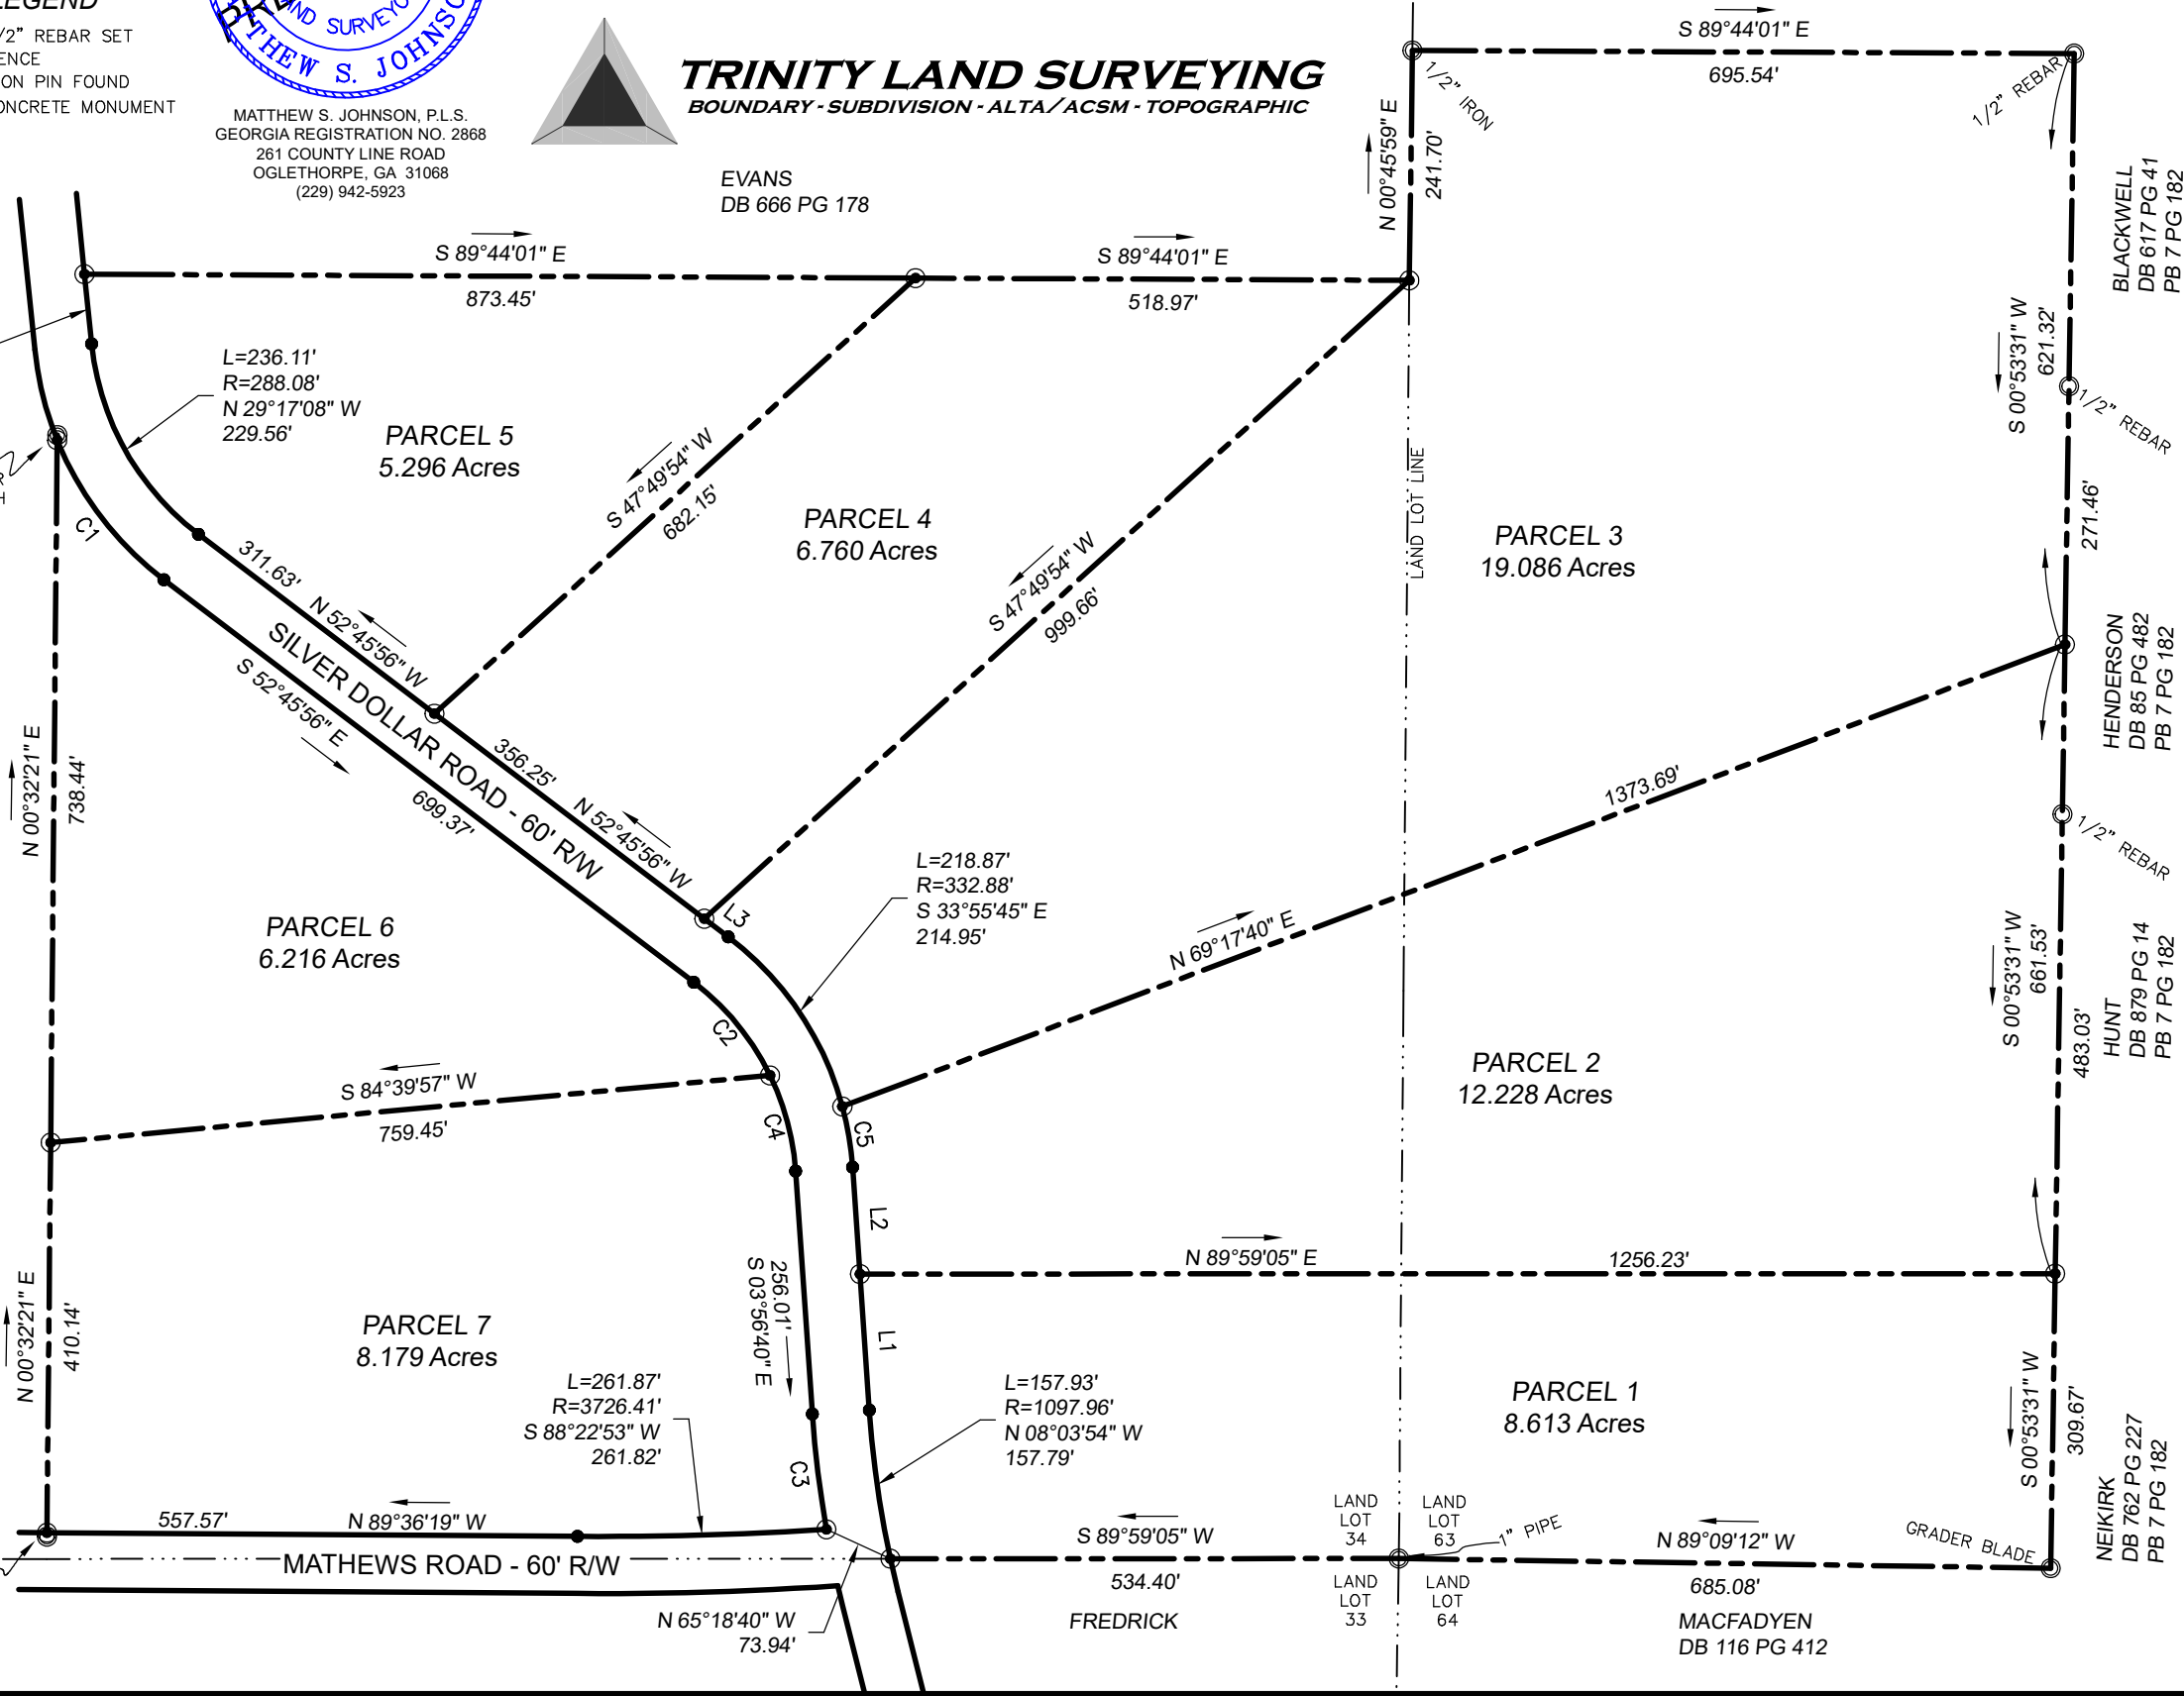 LEGEND
/2" REBAR SET
ENCE
ON PIN FOUND
ONCRETE MONUMENT
AND SURVEYO
THEW S. JOHNSO
MATTHEW S. JOHNSON, P.L.S.
GEORGIA REGISTRATION NO. 2868
261 COUNTY LINE ROAD
OGLETHORPE, GA 31068
(229) 942-5923
TRINITY LAND SURVEYING
BOUNDARY - SUBDIVISION - ALTA/ACSM - TOPOGRAPHIC
EVANS
DB 666 PG 178
S 89°44'01" E
695.54'
1/2" IRON
1/2" REBAR
N 00°45'59" E
241.70'
S 89°44'01" E
873.45'
S 89°44'01" E
518.97'
BLACKWELL
DB 617 PG 41
PB 7 PG 182
S 00°53'31" W
621.32'
1/2" REBAR
271.46'
L=236.11'
R=288.08'
N 29°17'08" W
229.56'
PARCEL 5
5.296 Acres
S 47°49'54" W
682.15'
PARCEL 4
6.760 Acres
S 47°49'54" W
999.66'
LAND LOT LINE
PARCEL 3
19.086 Acres
C1
311.63'
N 52°45'56" W
SILVER DOLLAR ROAD - 60' R/W
S 52°45'56" E
699.37'
356.25'
N 52°45'56" W
HENDERSON
DB 85 PG 482
PB 7 PG 182
1373.69'
N 69°17'40" E
1/2" REBAR
N 00°32'21" E
738.44'
L3
L=218.87'
R=332.88'
S 33°55'45" E
214.95'
PARCEL 6
6.216 Acres
C2
S 84°39'57" W
759.45'
C4
C5
L2
PARCEL 2
12.228 Acres
S 00°53'31" W
661.53'
483.03'
HUNT
DB 879 PG 14
PB 7 PG 182
N 89°59'05" E
1256.23'
N 00°32'21" E
410.14'
PARCEL 7
8.179 Acres
256.01'
S 03°56'40" E
L1
L=261.87'
R=3726.41'
S 88°22'53" W
261.82'
C3
L=157.93'
R=1097.96'
N 08°03'54" W
157.79'
PARCEL 1
8.613 Acres
S 00°53'31" W
309.67'
NEIKIRK
DB 762 PG 227
PB 7 PG 182
557.57'
N 89°36'19" W
MATHEWS ROAD - 60' R/W
N 65°18'40" W
73.94'
S 89°59'05" W
534.40'
FREDRICK
LAND
LOT
34
LAND
LOT
63
LAND
LOT
33
LAND
LOT
64
1" PIPE
N 89°09'12" W
685.08'
GRADER BLADE
MACFADYEN
DB 116 PG 412